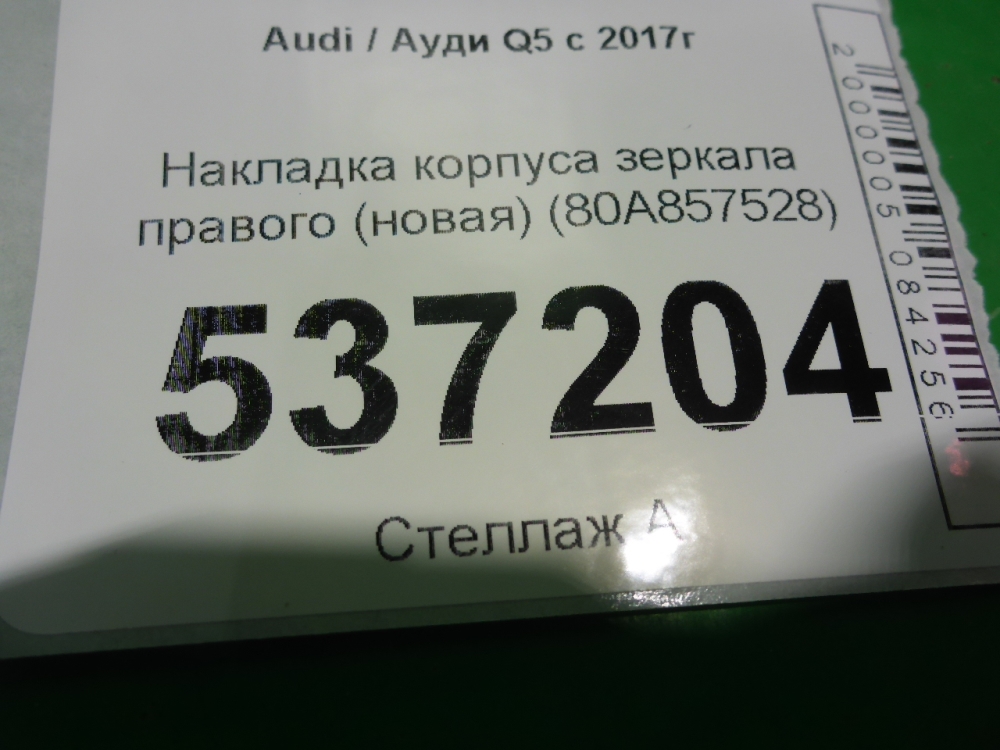 Audi / Ауди Q5 с 2017г
Накладка корпуса зеркала
правого (новая) (80A857528)
537204
Стеллаж А
2000005084256